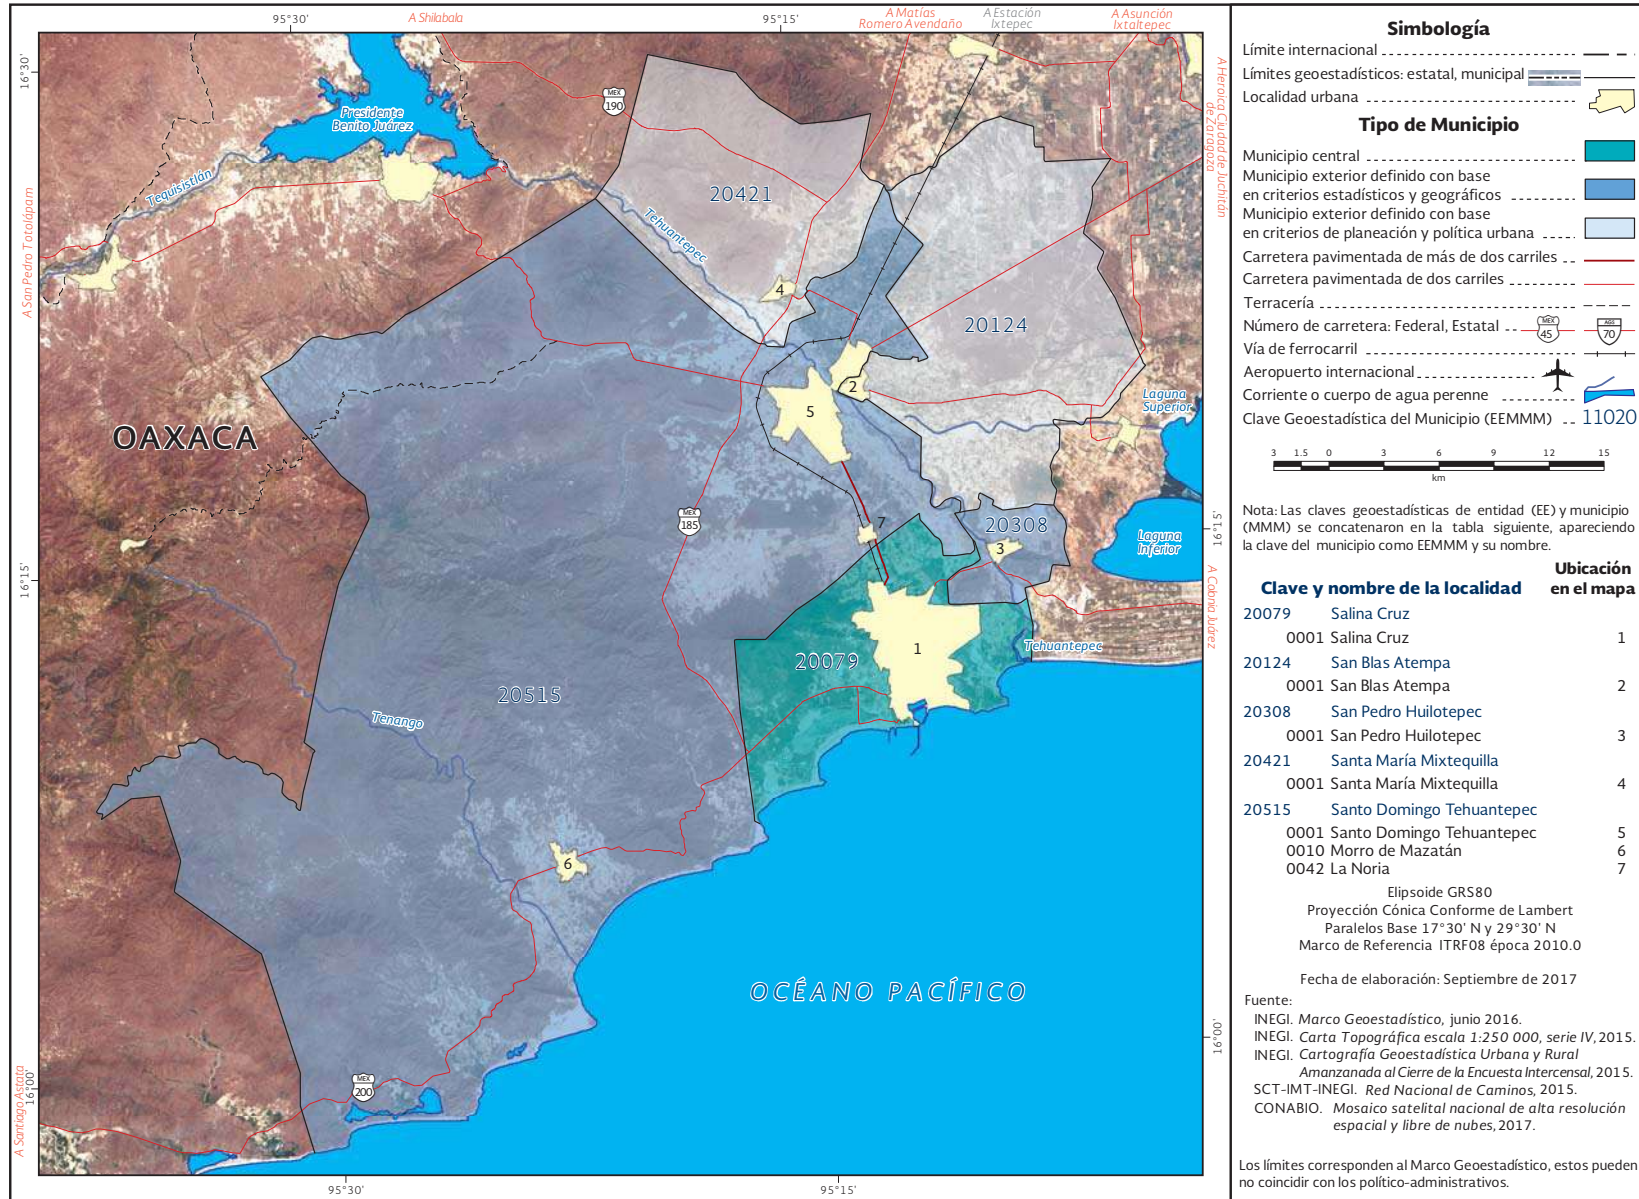 95°30'
A Shilabala
95°15'
A Matías
Romero Avendaño
A Estación
Ixtepec
A Asunción
Ixtaltepec
16°30'
A San Pedro Totolápam
16°15'
A Santiago Astata
16°00'
A Heroica Ciudad de Juchitán
de Zaragoza
16°15'
A Colonia Juárez
16°00'
95°30'
95°15'
MEX
190
Presidente
Benito Juárez
Tequisistlán
20421
Tehuantepec
4
20124
2
5
Laguna
Superior
OAXACA
MEX
185
7
20308
3
Laguna
Inferior
20079
1
Tehuantepec
20515
Tenango
6
OCÉANO PACÍFICO
MEX
200
Simbología
Límite internacional
Límites geoestadísticos: estatal, municipal
Localidad urbana
Tipo de Municipio
Municipio central
Municipio exterior definido con base
en criterios estadísticos y geográficos
Municipio exterior definido con base
en criterios de planeación y política urbana
Carretera pavimentada de más de dos carriles
Carretera pavimentada de dos carriles
Terracería
Número de carretera: Federal, Estatal MEX 45 AGS 70
Vía de ferrocarril
Aeropuerto internacional
Corriente o cuerpo de agua perenne
Clave Geoestadística del Municipio (EEMMM) 11020
3 1.5 0 3 6 9 12 15
km
Nota: Las claves geoestadísticas de entidad (EE) y municipio
(MMM) se concatenaron en la tabla siguiente, apareciendo
la clave del municipio como EEMMM y su nombre.
Clave y nombre de la localidad
Ubicación
en el mapa
20079 Salina Cruz
0001 Salina Cruz 1
20124 San Blas Atempa
0001 San Blas Atempa 2
20308 San Pedro Huilotepec
0001 San Pedro Huilotepec 3
20421 Santa María Mixtequilla
0001 Santa María Mixtequilla 4
20515 Santo Domingo Tehuantepec
0001 Santo Domingo Tehuantepec 5
0010 Morro de Mazatán 6
0042 La Noria 7
Elipsoide GRS80
Proyección Cónica Conforme de Lambert
Paralelos Base 17°30' N y 29°30' N
Marco de Referencia ITRF08 época 2010.0
Fecha de elaboración: Septiembre de 2017
Fuente:
INEGI. Marco Geoestadístico, junio 2016.
INEGI. Carta Topográfica escala 1:250 000, serie IV, 2015.
INEGI. Cartografía Geoestadística Urbana y Rural
Amanzanada al Cierre de la Encuesta Intercensal, 2015.
SCT-IMT-INEGI. Red Nacional de Caminos, 2015.
CONABIO. Mosaico satelital nacional de alta resolución
espacial y libre de nubes, 2017.
Los límites corresponden al Marco Geoestadístico, estos pueden
no coincidir con los político-administrativos.